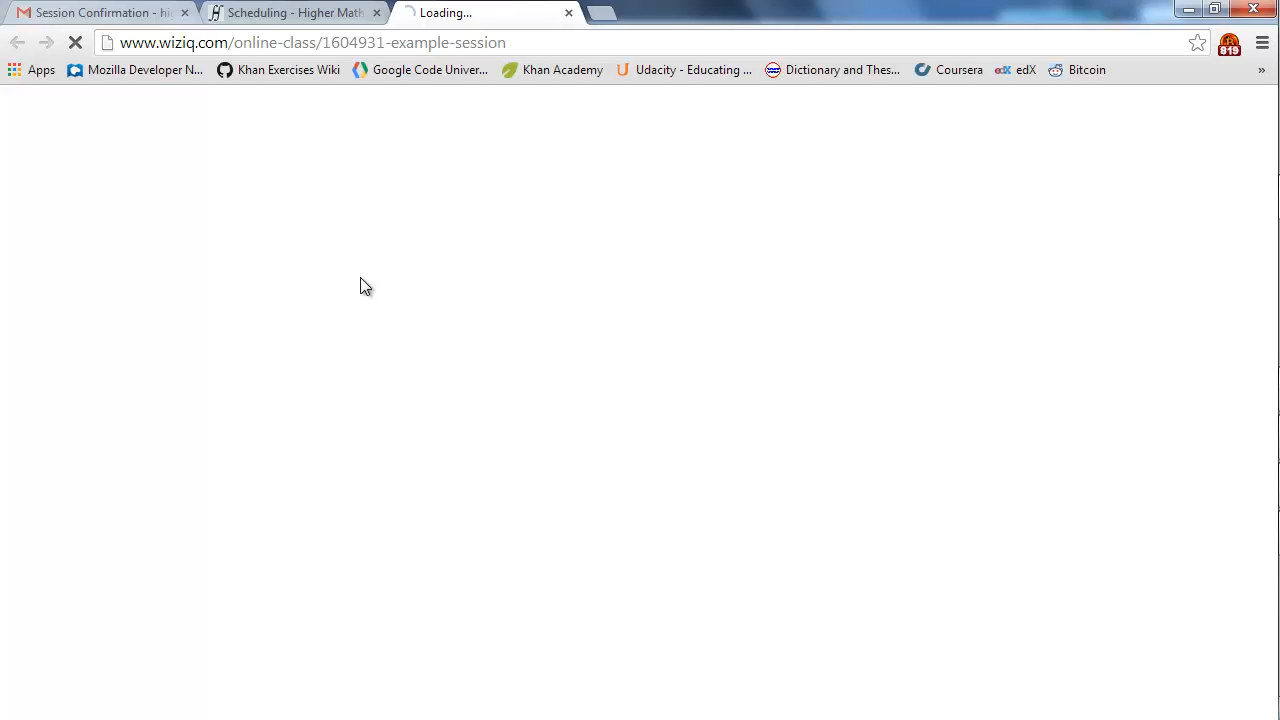 Session Confirmation - hi
Scheduling - Higher Math
Loading...
www.wiziq.com/online-class/1604931-example-session
819
Apps
Mozilla Developer N...
Khan Exercises Wiki
Google Code Univer...
Khan Academy
Udacity - Educating ...
Dictionary and Thes...
Coursera
edX
Bitcoin
»